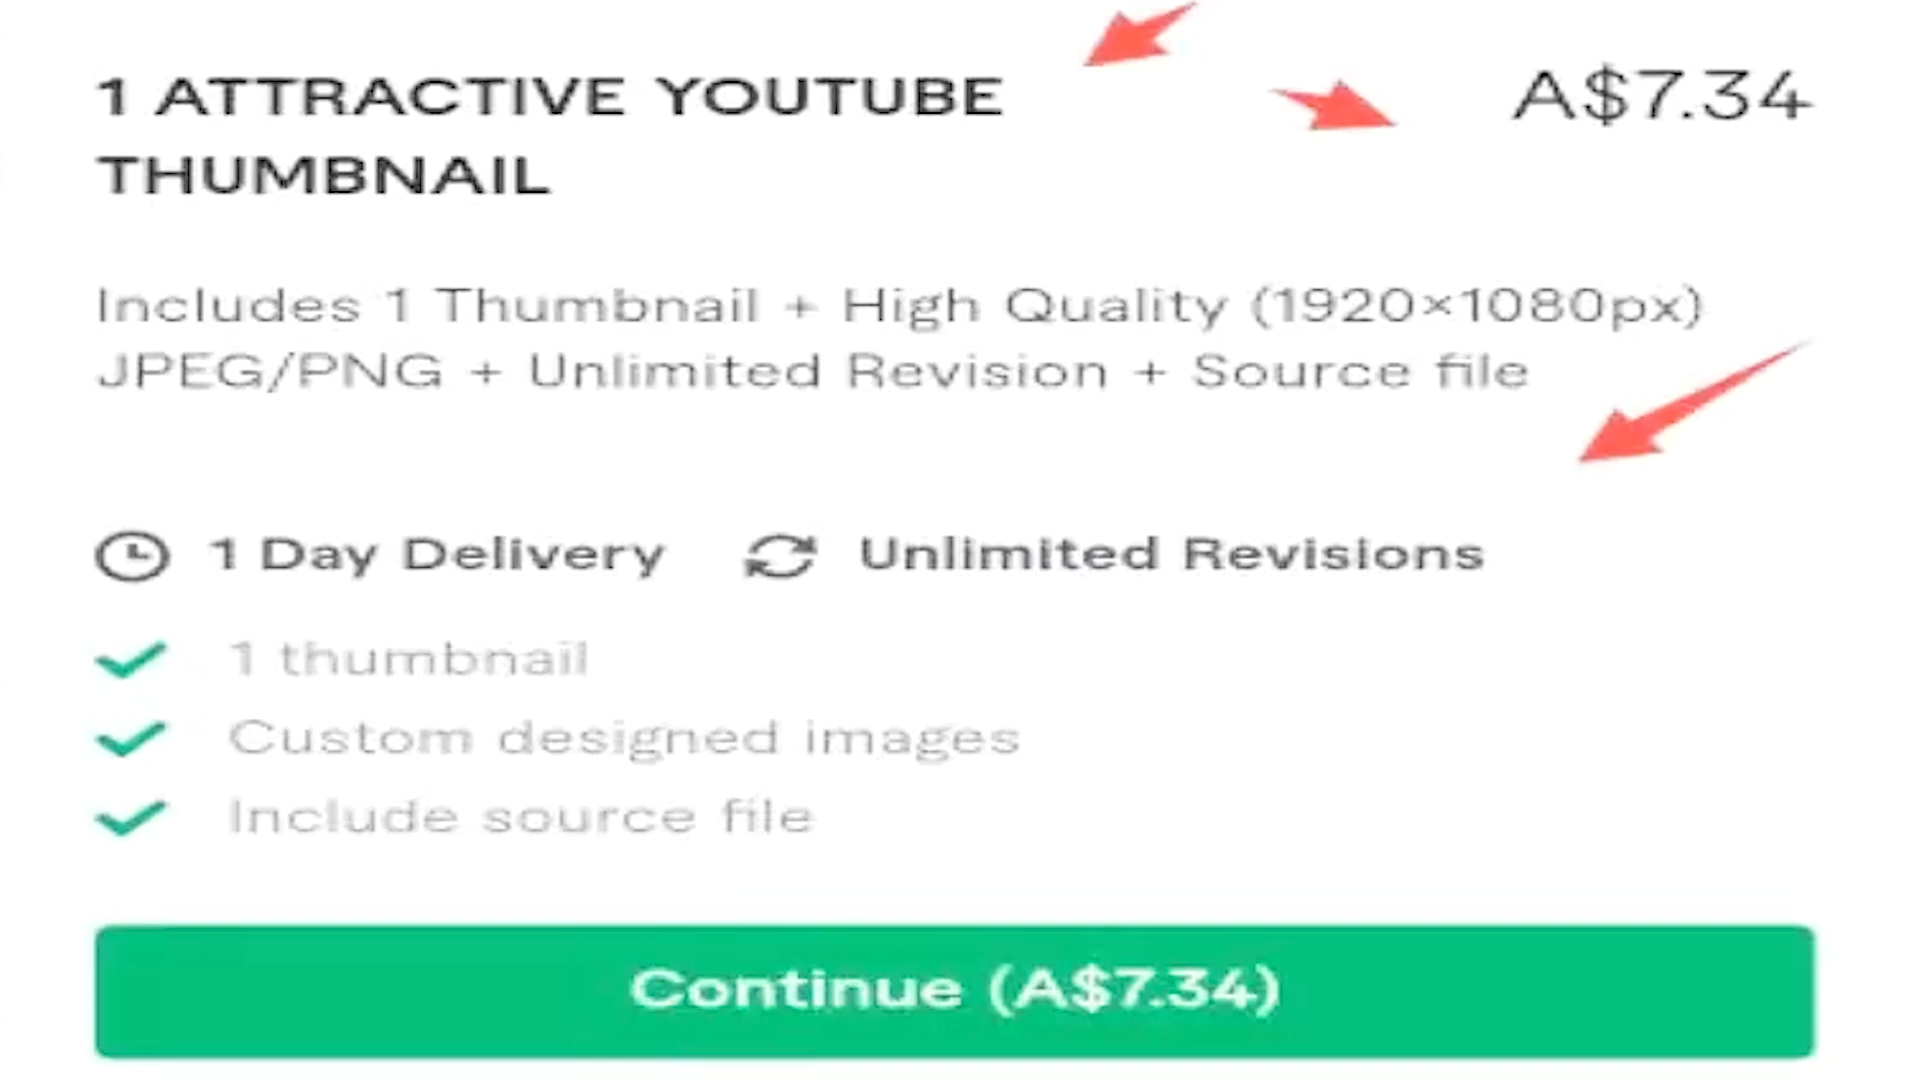 1 ATTRACTIVE YOUTUBE
THUMBNAIL
A$7.34
Includes 1 Thumbnail + High Quality (1920×1080px)
JPEG/PNG + Unlimited Revision + Source file
1 Day Delivery Unlimited Revisions
1 thumbnail
Custom designed images
Include source file
Continue (A$7.34)